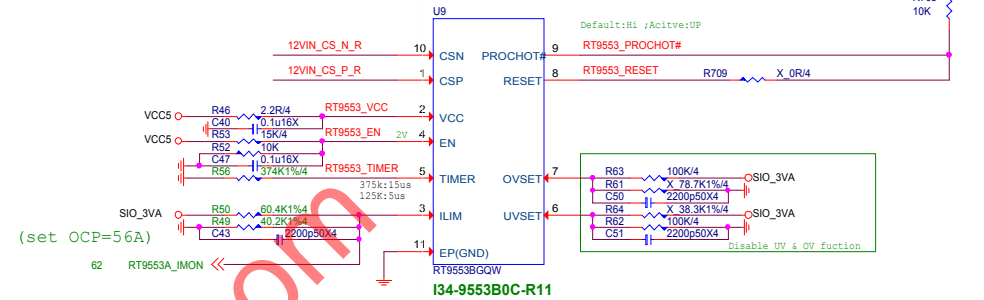 U9
10K
Default:Hi ;Acitve:UP
12VIN_CS_N_R
10
CSN
PROCHOT#
9
RT9553_PROCHOT#
12VIN_CS_P_R
1
CSP
RESET
8
RT9553_RESET
R709
X_0R/4
VCC5
R46
2.2R/4
RT9553_VCC
2
VCC
C40
0.1u16X
VCC5
R53
15K/4
RT9553_EN
2V
4
EN
R52
10K
C47
0.1u16X
R56
374K1%/4
RT9553_TIMER
5
TIMER
375k:15us
125K:5us
OVSET
7
R63
100K/4
SIO_3VA
R61
X_78.7K1%/4
C50
2200p50X4
SIO_3VA
R50
60.4K1%/4
3
ILIM
UVSET
6
R64
X_38.3K1%/4
SIO_3VA
R49
40.2K1%4
R62
100K/4
C43
2200p50X4
C51
2200p50X4
(set OCP=56A)
Disable UV & OV fuction
11
EP(GND)
62
RT9553A_IMON
RT9553BGQW
I34-9553B0C-R11